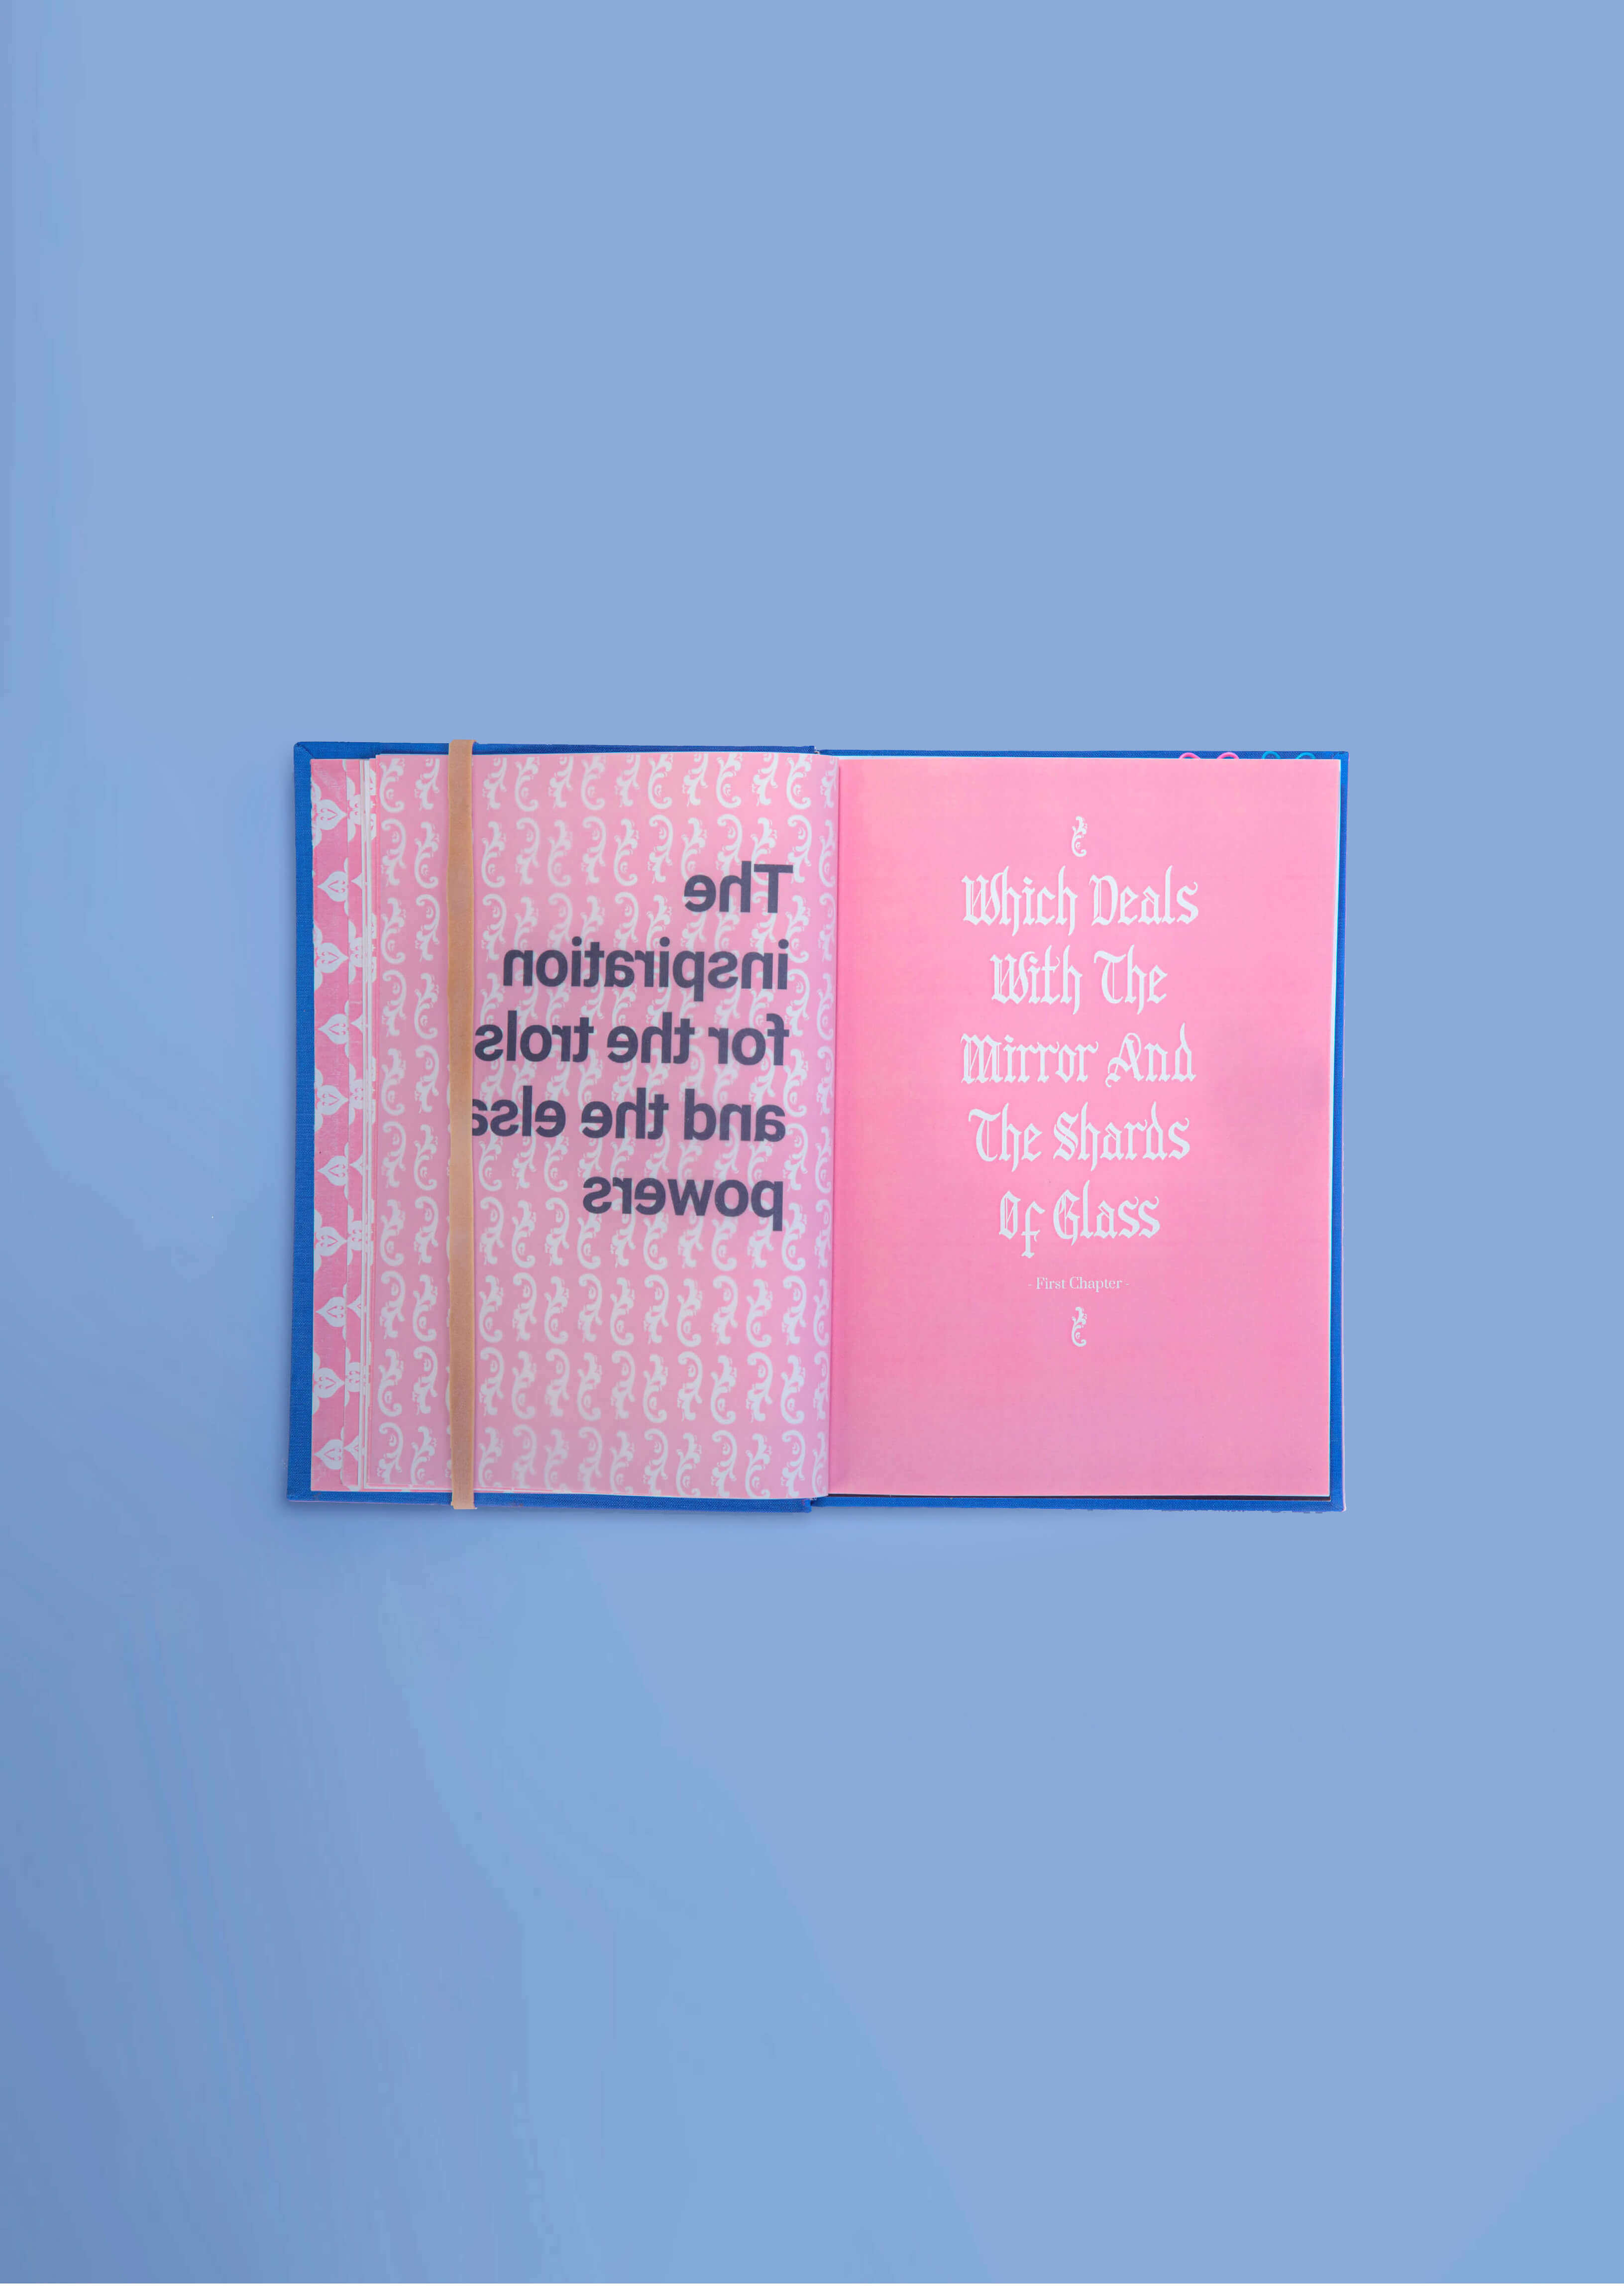 The
inspiration
for the trols
and the elsa
powers
Which Deals
With The
Mirror And
The Shards
Of Glass
- First Chapter -